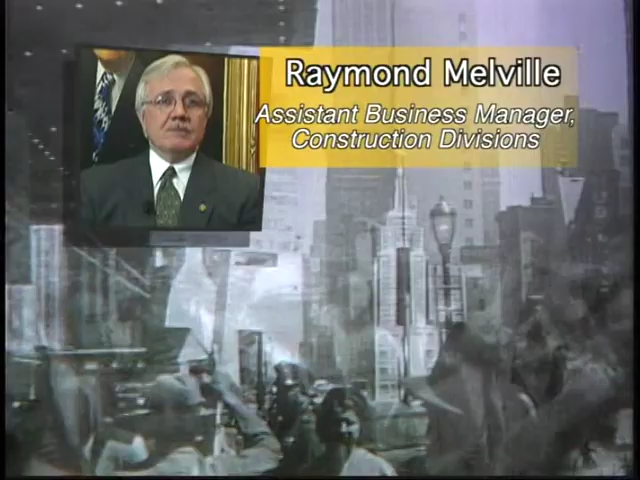 Raymond Melville
Assistant Business Manager,
Construction Divisions